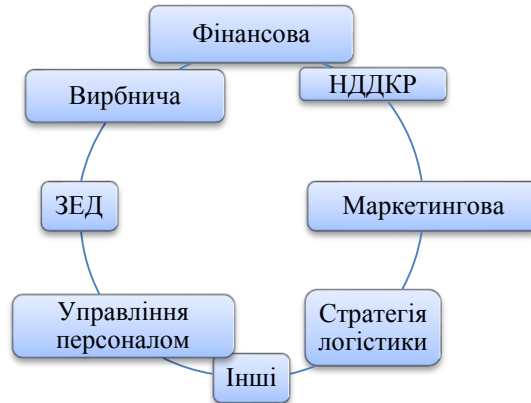 Фінансова
НДДКР
Вирбнича
ЗЕД
Маркетингова
Управління
персоналом
Стратегія
логістики
Інші